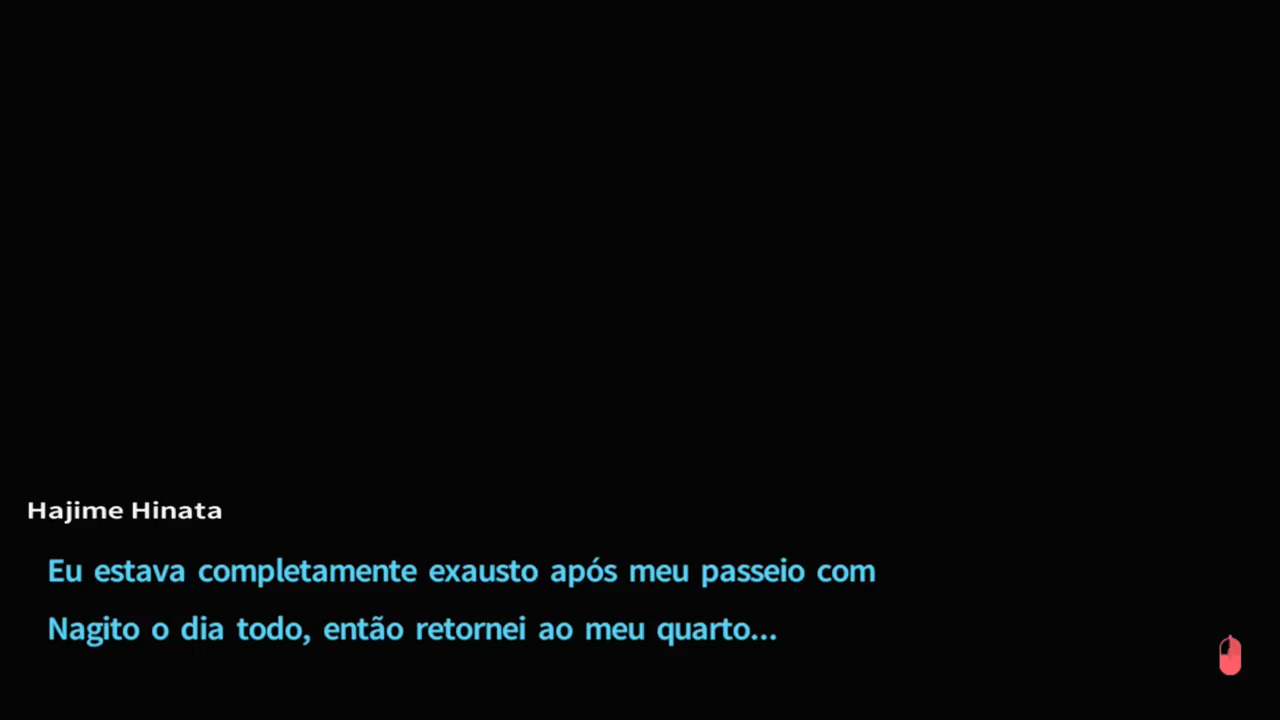 Hajime Hinata
Eu estava completamente exausto após meu passeio com
Nagito o dia todo, então retornei ao meu quarto...